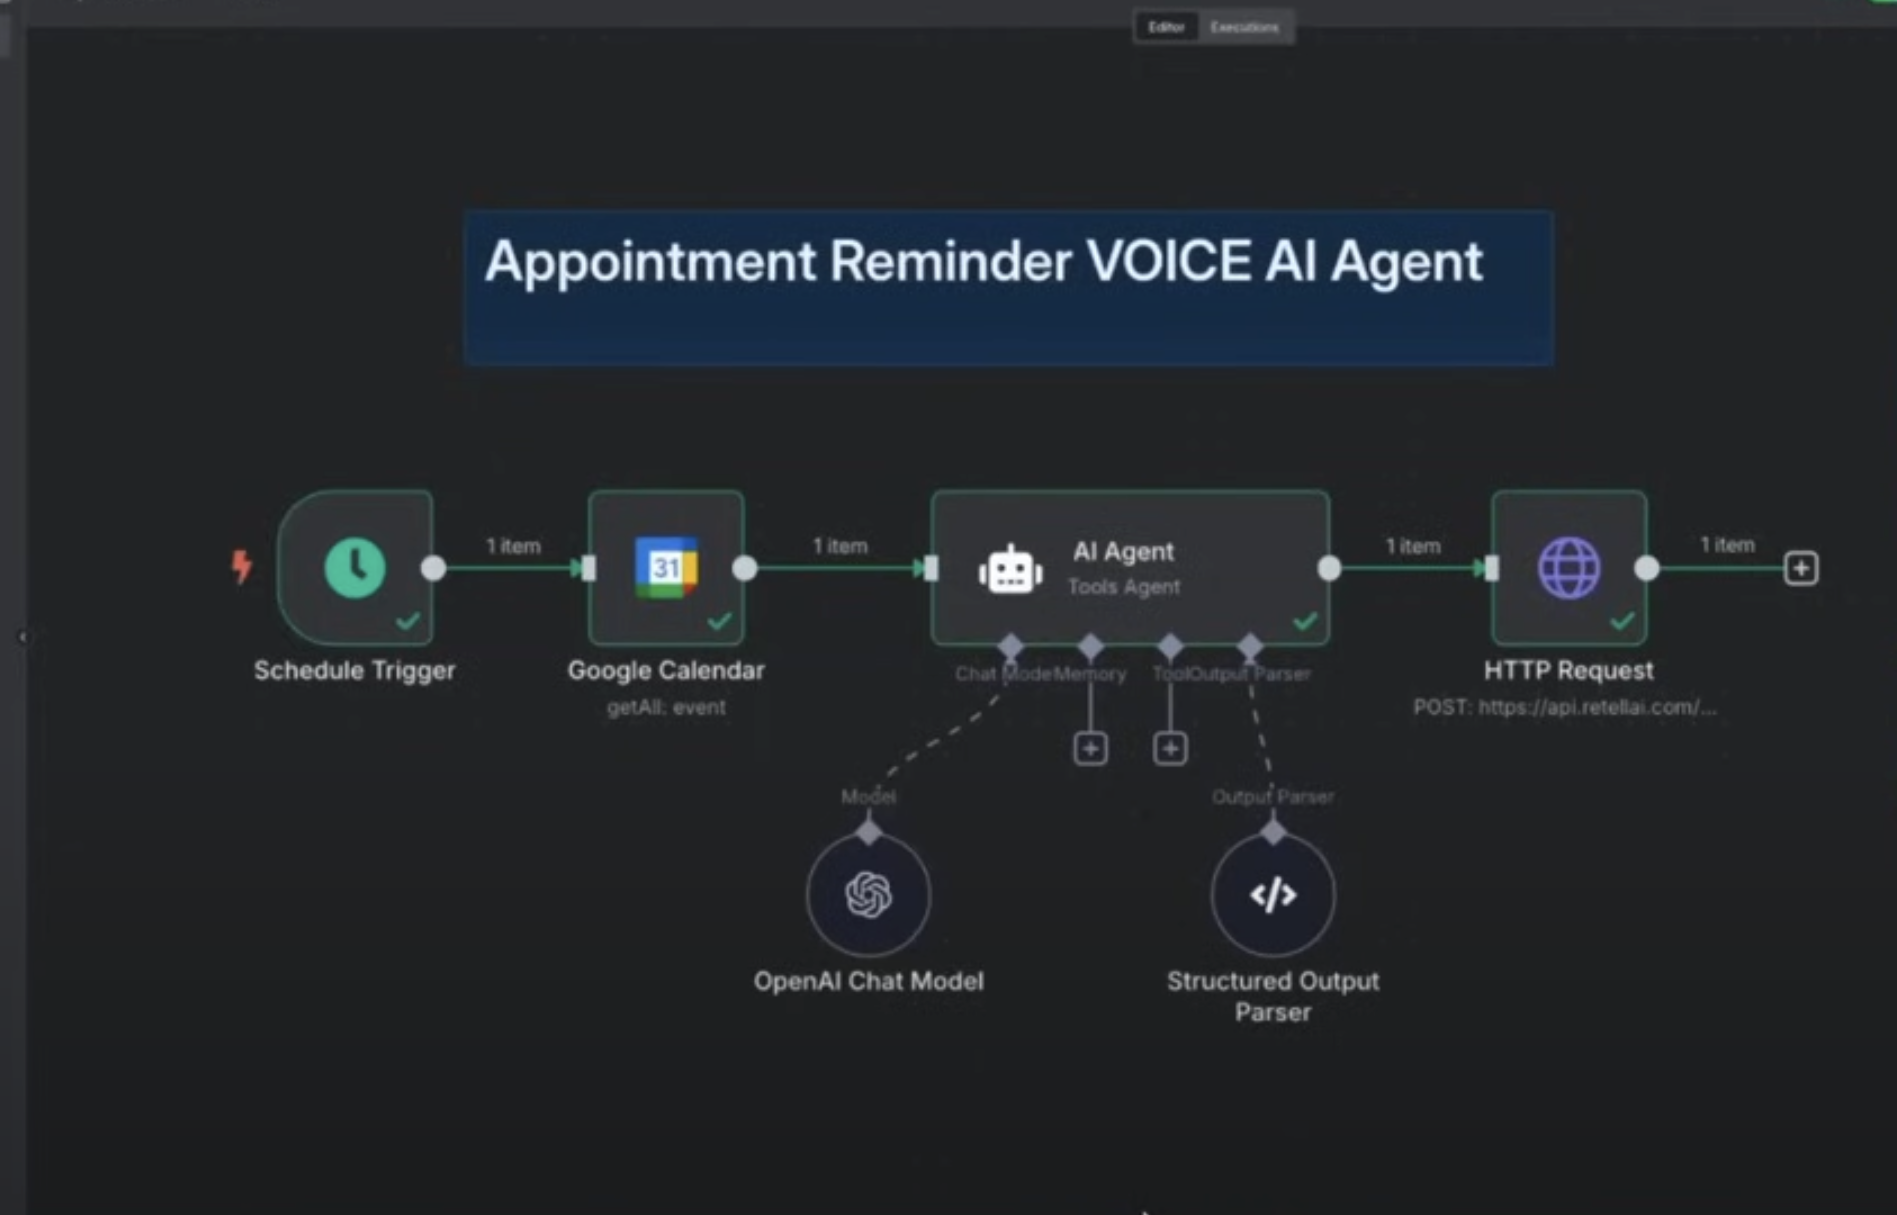 Editor Executions
Appointment Reminder VOICE AI Agent
1 item
1 item
1 item
1 item
31
AI Agent
Tools Agent
Schedule Trigger
Google Calendar
getAll: event
Chat Mode Memory Tool Output Parser
HTTP Request
POST: https://api.retellai.com/...
Model
Output Parser
OpenAI Chat Model
Structured Output
Parser